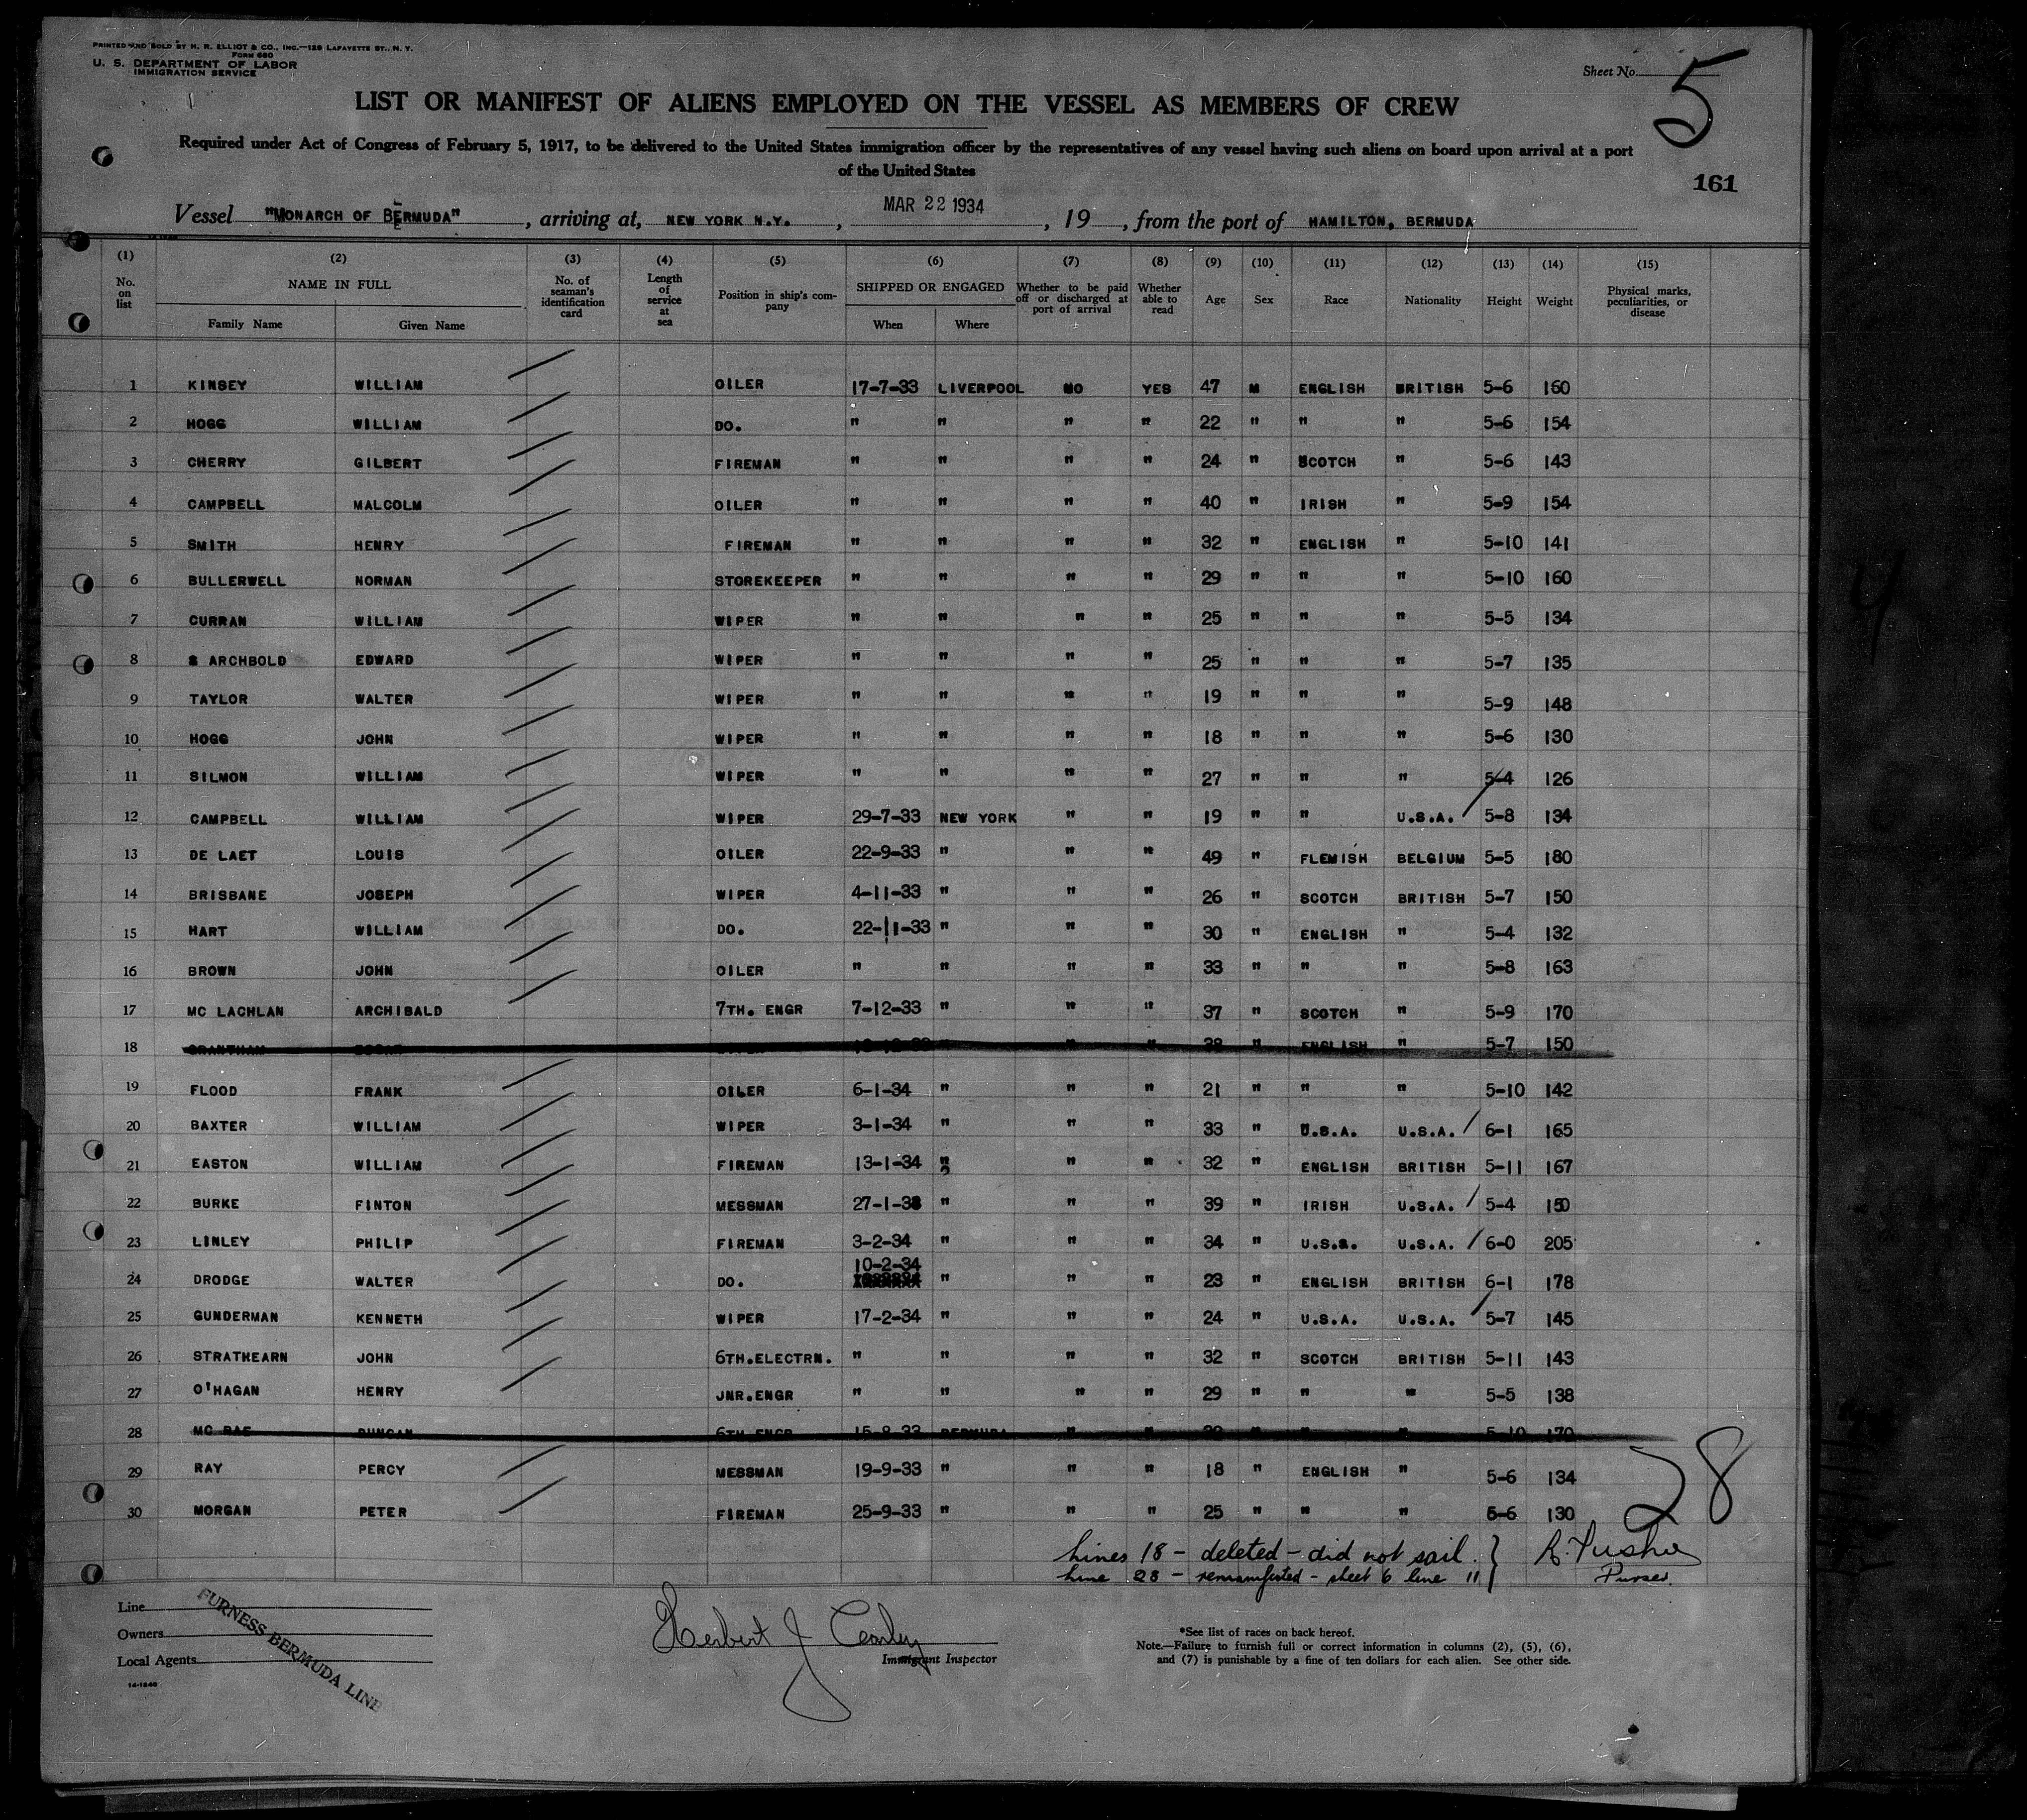 PRINTED AND SOLD BY H. R. ELLIOT & CO., INC.—129 LAFAYETTE ST., N. Y.
FORM 680
U. S. DEPARTMENT OF LABOR
IMMIGRATION SERVICE
Sheet No. 5
LIST OR MANIFEST OF ALIENS EMPLOYED ON THE VESSEL AS MEMBERS OF CREW
Required under Act of Congress of February 5, 1917, to be delivered to the United States immigration officer by the representatives of any vessel having such aliens on board upon arrival at a port
of the United States
161
Vessel "MONARCH OF BERMUDA", arriving at, NEW YORK N.Y., MAR 22 1934, 19, from the port of HAMILTON, BERMUDA
(1) (2) (3) (4) (5) (6) (7) (8) (9) (10) (11) (12) (13) (14) (15)
No. on list NAME IN FULL Family Name Given Name No. of seaman's identification card Length of service at sea Position in ship's company SHIPPED OR ENGAGED When Where Whether to be paid off or discharged at port of arrival Whether able to read Age Sex Race Nationality Height Weight Physical marks, peculiarities, or disease
1 KINSEY WILLIAM OILER 17-7-33 LIVERPOOL NO YES 47 M ENGLISH BRITISH 5-6 160
2 HOGG WILLIAM DO. " " " " 22 " " " 5-6 154
3 CHERRY GILBERT FIREMAN " " " " 24 " SCOTCH " 5-6 143
4 CAMPBELL MALCOLM OILER " " " " 40 " IRISH " 5-9 154
5 SMITH HENRY FIREMAN " " " " 32 " ENGLISH " 5-10 141
6 BULLERWELL NORMAN STOREKEEPER " " " " 29 " " " 5-10 160
7 CURRAN WILLIAM WIPER " " " " 25 " " " 5-5 134
8 ARCHBOLD EDWARD WIPER " " " " 25 " " " 5-7 135
9 TAYLOR WALTER WIPER " " " " 19 " " " 5-9 148
10 HOGG JOHN WIPER " " " " 18 " " " 5-6 130
11 SILMON WILLIAM WIPER " " " " 27 " " " 5-4 126
12 CAMPBELL WILLIAM WIPER 29-7-33 NEW YORK " " 19 " " U.S.A. 5-8 134
13 DE LAET LOUIS OILER 22-9-33 " " " 49 " FLEMISH BELGIUM 5-5 180
14 BRISBANE JOSEPH WIPER 4-11-33 " " " 26 " SCOTCH BRITISH 5-7 150
15 HART WILLIAM DO. 22-11-33 " " " 30 " ENGLISH " 5-4 132
16 BROWN JOHN OILER " " " " 33 " " " 5-8 163
17 MC LACHLAN ARCHIBALD 7TH. ENGR 7-12-33 " " " 37 " SCOTCH " 5-9 170
18 GRANTHAM " " 38 " ENGLISH " 5-7 150
19 FLOOD FRANK OILER 6-1-34 " " " 21 " " " 5-10 142
20 BAXTER WILLIAM WIPER 3-1-34 " " " 33 " U.S.A. U.S.A. 6-1 165
21 EASTON WILLIAM FIREMAN 13-1-34 " " " 32 " ENGLISH BRITISH 5-11 167
22 BURKE FINTON MESSMAN 27-1-33 " " " 39 " IRISH U.S.A. 5-4 150
23 LINLEY PHILIP FIREMAN 3-2-34 " " " 34 " U.S.A. U.S.A. 6-0 205
24 DRODGE WALTER DO. 10-2-34 " " " 23 " ENGLISH BRITISH 6-1 178
25 GUNDERMAN KENNETH WIPER 17-2-34 " " " 24 " U.S.A. U.S.A. 5-7 145
26 STRATHEARN JOHN 6TH.ELECTRN. " " " " 32 " SCOTCH BRITISH 5-11 143
27 O'HAGAN HENRY JNR.ENGR " " " " 29 " " " 5-5 138
28 MC RAE DUNCAN 6TH ENGR 15-8-33 BERMUDA " " " " " 5-10 170
29 RAY PERCY MESSMAN 19-9-33 " " " 18 " ENGLISH " 5-6 134
30 MORGAN PETER FIREMAN 25-9-33 " " " 25 " " " 5-6 130
28
Lines 18 - deleted - did not sail.
Line 28 - remanifested - sheet 6 line 11
Purser.
Line
Owners
Local Agents
FURNESS BERMUDA LINE
14-1240
Herbert J
Immigrant Inspector
*See list of races on back hereof.
Note.—Failure to furnish full or correct information in columns (2), (5), (6),
and (7) is punishable by a fine of ten dollars for each alien. See other side.